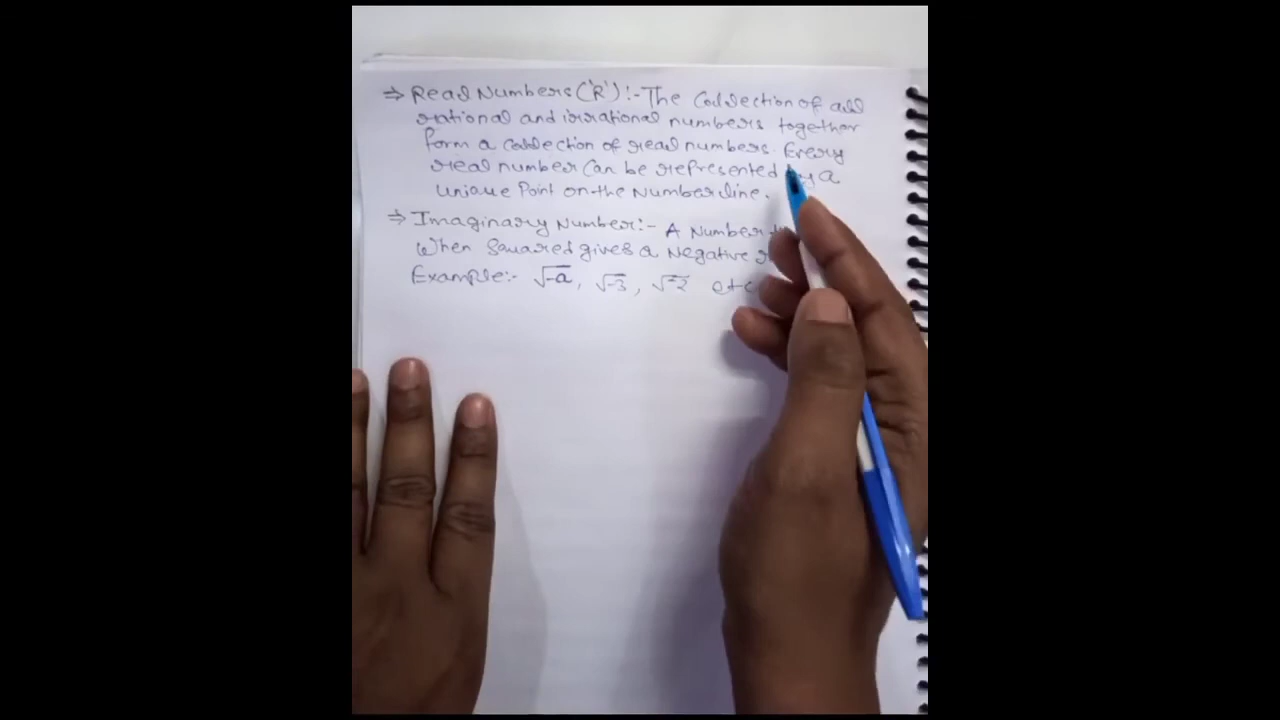 ⇒ Real Numbers('R') :- The Collection of all
rational and irrational numbers together
form a collection of real numbers. Every
real number can be represented by a
unique Point on the Number line.
⇒ Imaginary Number :- A Number
When Squared gives a Negative
Example:- √-a, √-3, √-2 etc